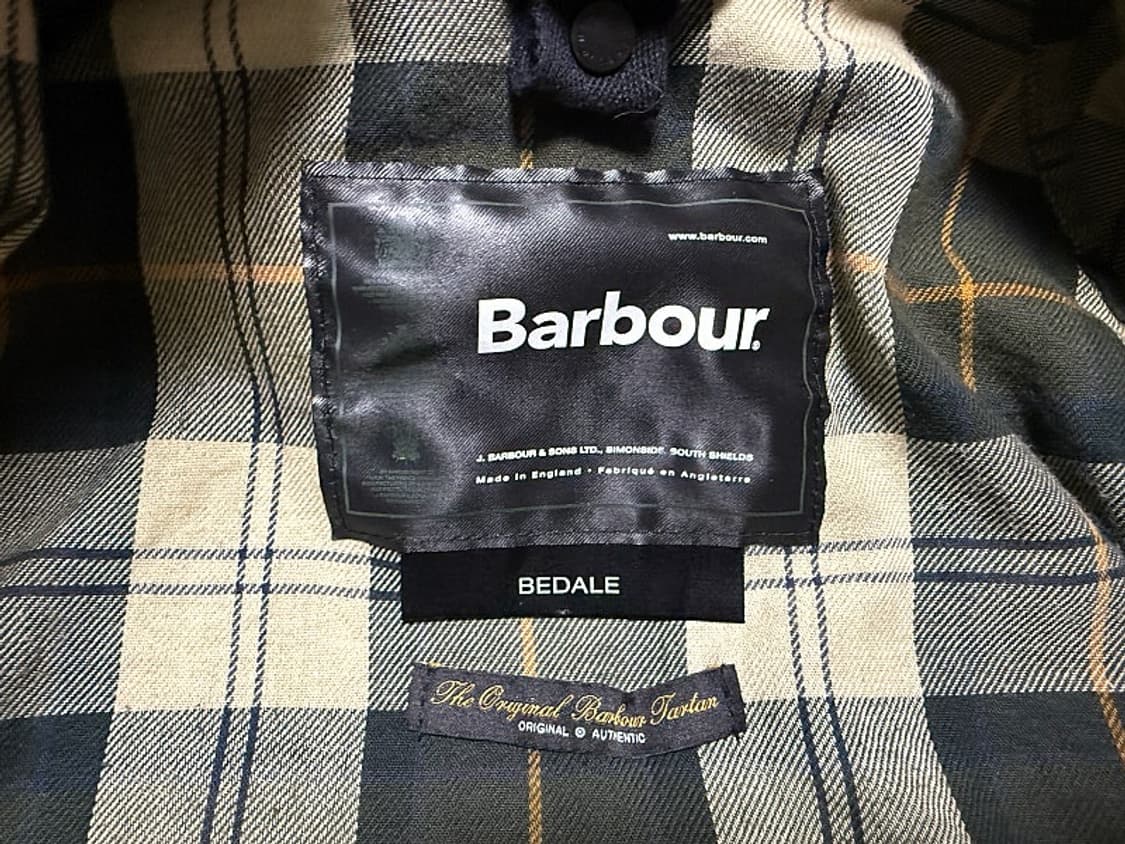 www.barbour.com
Barbour.
J. BARBOUR & SONS LTD., SIMONSIDE, SOUTH SHIELDS
Made in England • Fabriqué en Angleterre
BEDALE
The Original Barbour Tartan
ORIGINAL ® AUTHENTIC